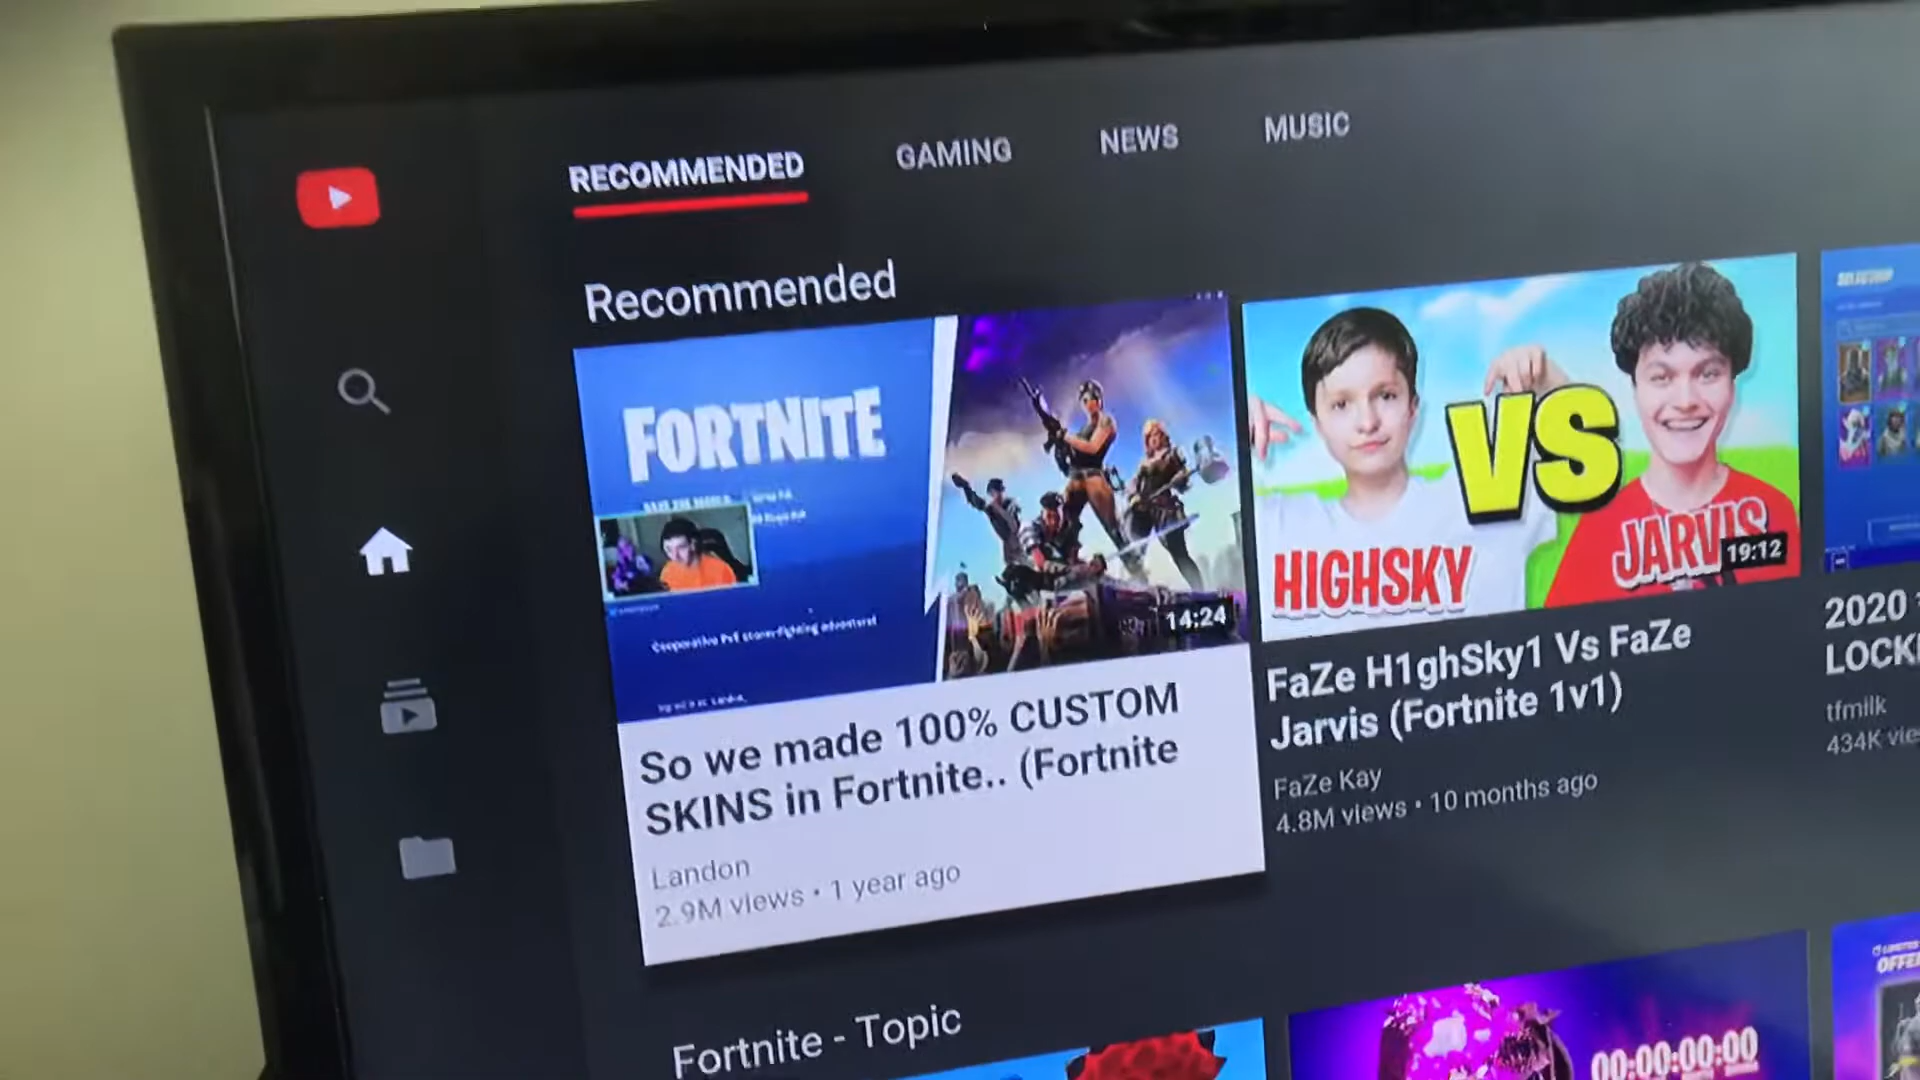 RECOMMENDED GAMING NEWS MUSIC
Recommended
FORTNITE
14:24
So we made 100% CUSTOM
SKINS in Fortnite.. (Fortnite
Landon
2.9M views • 1 year ago
VS
HIGHSKY
JARVIS
19:12
FaZe H1ghSky1 Vs FaZe
Jarvis (Fortnite 1v1)
FaZe Kay
4.8M views • 10 months ago
2020
tfmilk
434K
Fortnite - Topic
00:00:00:00